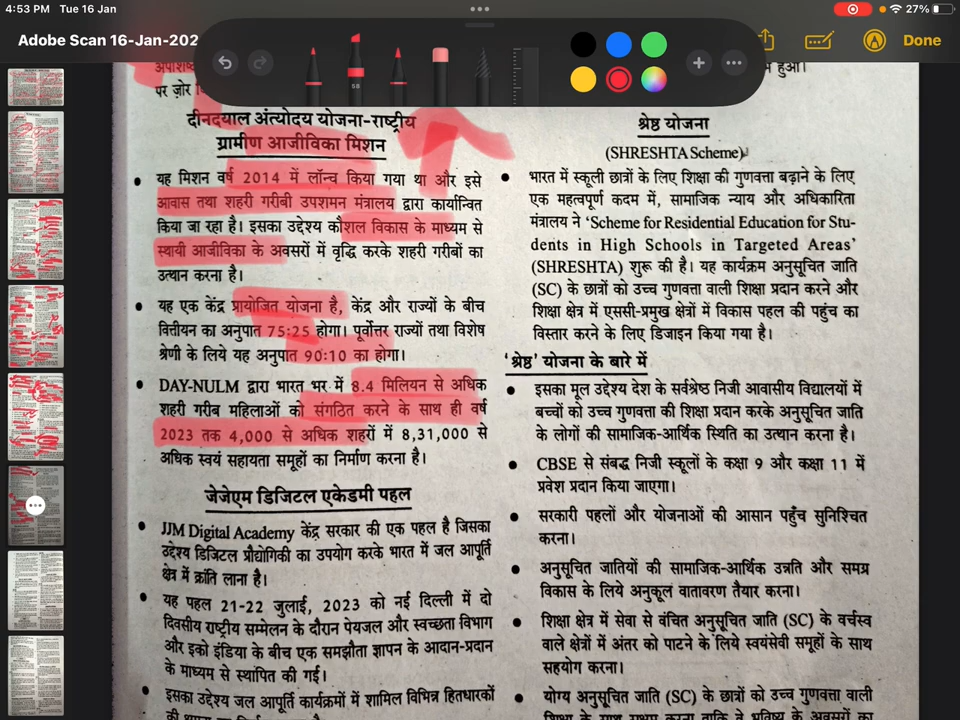 4:53 PM Tue 16 Jan
27%
Adobe Scan 16-Jan-202
Done
58
हुआ।
पर ज़ोर
दीनदयाल अंत्योदय योजना-राष्ट्रीय
ग्रामीण आजीविका मिशन
यह मिशन वर्ष 2014 में लॉन्च किया गया था और इसे
आवास तथा शहरी गरीबी उपशमन मंत्रालय द्वारा कार्यान्वित
किया जा रहा है। इसका उद्देश्य कौशल विकास के माध्यम से
स्थायी आजीविका के अवसरों में वृद्धि करके शहरी गरीबों का
उत्थान करना है।
यह एक केंद्र प्रायोजित योजना है, केंद्र और राज्यों के बीच
वित्तीयन का अनुपात 75:25 होगा। पूर्वोत्तर राज्यों तथा विशेष
श्रेणी के लिये यह अनुपात 90:10 का होगा।
DAY-NULM द्वारा भारत भर में 8.4 मिलियन से अधिक
शहरी गरीब महिलाओं को संगठित करने के साथ ही वर्ष
2023 तक 4,000 से अधिक शहरों में 8,31,000 से
अधिक स्वयं सहायता समूहों का निर्माण करना है।
जेजेएम डिजिटल एकेडमी पहल
JJM Digital Academy केंद्र सरकार की एक पहल है जिसका
उद्देश्य डिजिटल प्रौद्योगिकी का उपयोग करके भारत में जल आपूर्ति
क्षेत्र में क्रांति लाना है।
यह पहल 21-22 जुलाई, 2023 को नई दिल्ली में दो
दिवसीय राष्ट्रीय सम्मेलन के दौरान पेयजल और स्वच्छता विभाग
और इको इंडिया के बीच एक समझौता ज्ञापन के आदान-प्रदान
के माध्यम से स्थापित की गई।
इसका उद्देश्य जल आपूर्ति कार्यक्रमों में शामिल विभिन्न हितधारकों
श्रेष्ठ योजना
(SHRESHTA Scheme)
भारत में स्कूली छात्रों के लिए शिक्षा की गुणवत्ता बढ़ाने के लिए
एक महत्वपूर्ण कदम में, सामाजिक न्याय और अधिकारिता
मंत्रालय ने ‘Scheme for Residential Education for Stu-
dents in High Schools in Targeted Areas’
(SHRESHTA) शुरू की है। यह कार्यक्रम अनुसूचित जाति
(SC) के छात्रों को उच्च गुणवत्ता वाली शिक्षा प्रदान करने और
शिक्षा क्षेत्र में एससी-प्रमुख क्षेत्रों में विकास पहल की पहुंच का
विस्तार करने के लिए डिजाइन किया गया है।
‘श्रेष्ठ’ योजना के बारे में
इसका मूल उद्देश्य देश के सर्वश्रेष्ठ निजी आवासीय विद्यालयों में
बच्चों को उच्च गुणवत्ता की शिक्षा प्रदान करके अनुसूचित जाति
के लोगों की सामाजिक-आर्थिक स्थिति का उत्थान करना है।
CBSE से संबद्ध निजी स्कूलों के कक्षा 9 और कक्षा 11 में
प्रवेश प्रदान किया जाएगा।
सरकारी पहलों और योजनाओं की आसान पहुँच सुनिश्चित
करना।
अनुसूचित जातियों की सामाजिक-आर्थिक उन्नति और समग्र
विकास के लिये अनुकूल वातावरण तैयार करना।
शिक्षा क्षेत्र में सेवा से वंचित अनुसूचित जाति (SC) के वर्चस्व
वाले क्षेत्रों में अंतर को पाटने के लिये स्वयंसेवी समूहों के साथ
सहयोग करना।
योग्य अनुसूचित जाति (SC) के छात्रों को उच्च गुणवत्ता वाली